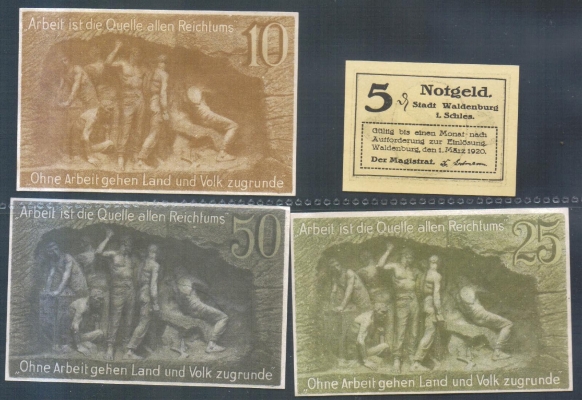 „Arbeit ist die Quelle allen Reichtums
10
„Ohne Arbeit gehen Land und Volk zugrunde
5 ₰ Notgeld.
Stadt Waldenburg
i. Schles.
Gültig bis einen Monat nach
Aufforderung zur Einlösung.
Waldenburg, den 1. März 1920.
Der Magistrat.
„Arbeit ist die Quelle allen Reichtums
50
„Ohne Arbeit gehen Land und Volk zugrunde
„Arbeit ist die Quelle allen Reichtums
25
„Ohne Arbeit gehen Land und Volk zugrunde